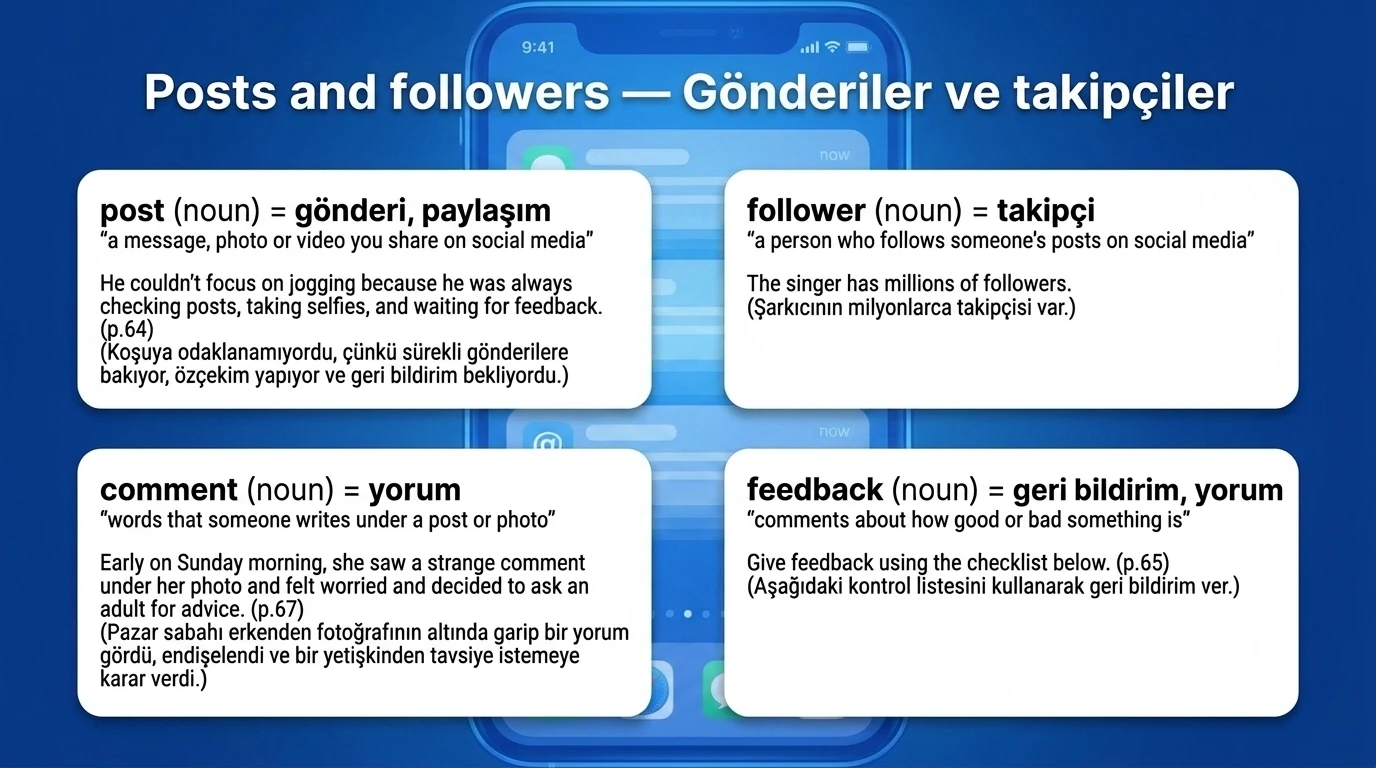 9:41
Posts and followers — Gönderiler ve takipçiler
now
post (noun) = gönderi, paylaşım
“a message, photo or video you share on social media”
He couldn’t focus on jogging because he was always
checking posts, taking selfies, and waiting for feedback.
(p.64)
(Koşuya odaklanamıyordu, çünkü sürekli gönderilere
bakıyor, özçekim yapıyor ve geri bildirim bekliyordu.)
follower (noun) = takipçi
“a person who follows someone’s posts on social media”
The singer has millions of followers.
(Şarkıcının milyonlarca takipçisi var.)
now
@
comment (noun) = yorum
“words that someone writes under a post or photo”
Early on Sunday morning, she saw a strange comment
under her photo and felt worried and decided to ask an
adult for advice. (p.67)
(Pazar sabahı erkenden fotoğrafının altında garip bir yorum
gördü, endişelendi ve bir yetişkinden tavsiye istemeye
karar verdi.)
feedback (noun) = geri bildirim, yorum
“comments about how good or bad something is”
Give feedback using the checklist below. (p.65)
(Aşağıdaki kontrol listesini kullanarak geri bildirim ver.)